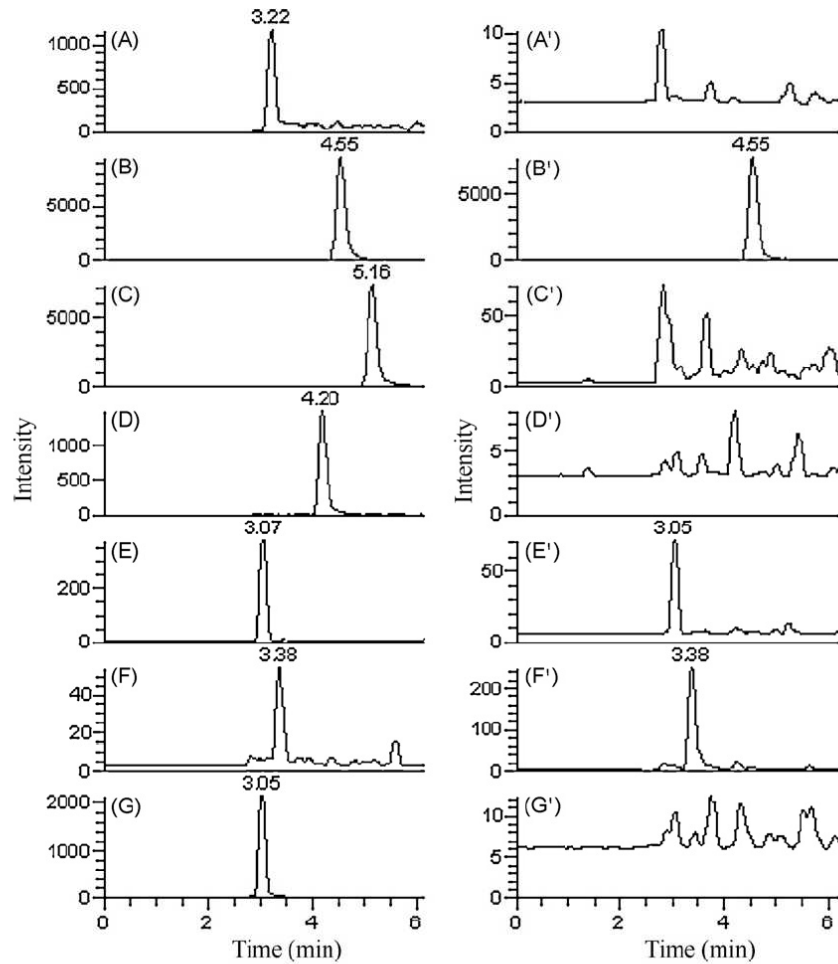 3.22
(A)
1000
500
0
(A')
10
5
0
4.55
(B)
5000
0
4.55
(B')
5000
0
5.16
(C)
5000
0
(C')
50
0
4.20
(D)
1000
500
0
(D')
5
0
3.07
(E)
200
0
3.05
(E')
50
0
3.38
(F)
40
20
0
3.38
(F')
200
100
0
3.05
(G)
2000
1000
0
(G')
10
5
0
Intensity
Intensity
0 2 4 6
0 2 4 6
Time (min)
Time (min)